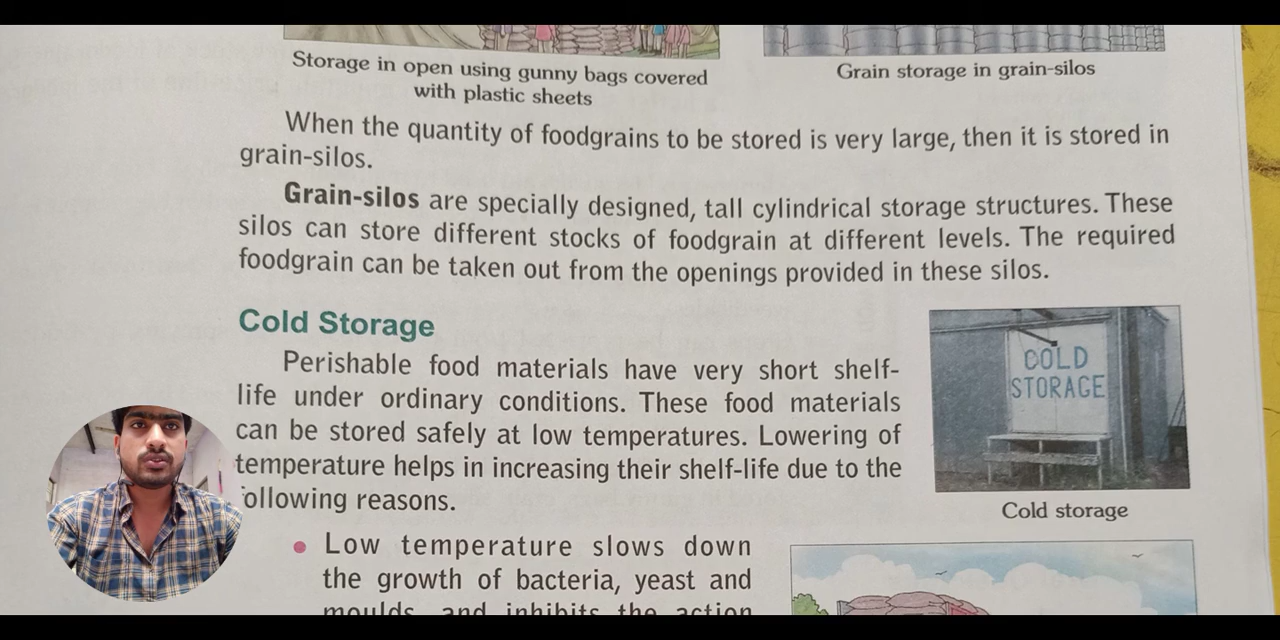 Storage in open using gunny bags covered
with plastic sheets
Grain storage in grain-silos
When the quantity of foodgrains to be stored is very large, then it is stored in
grain-silos.
Grain-silos are specially designed, tall cylindrical storage structures. These
silos can store different stocks of foodgrain at different levels. The required
foodgrain can be taken out from the openings provided in these silos.
Cold Storage
Perishable food materials have very short shelf-
life under ordinary conditions. These food materials
can be stored safely at low temperatures. Lowering of
temperature helps in increasing their shelf-life due to the
following reasons.
COLD
STORAGE
Cold storage
• Low temperature slows down
the growth of bacteria, yeast and
moulds, and inhibits the action